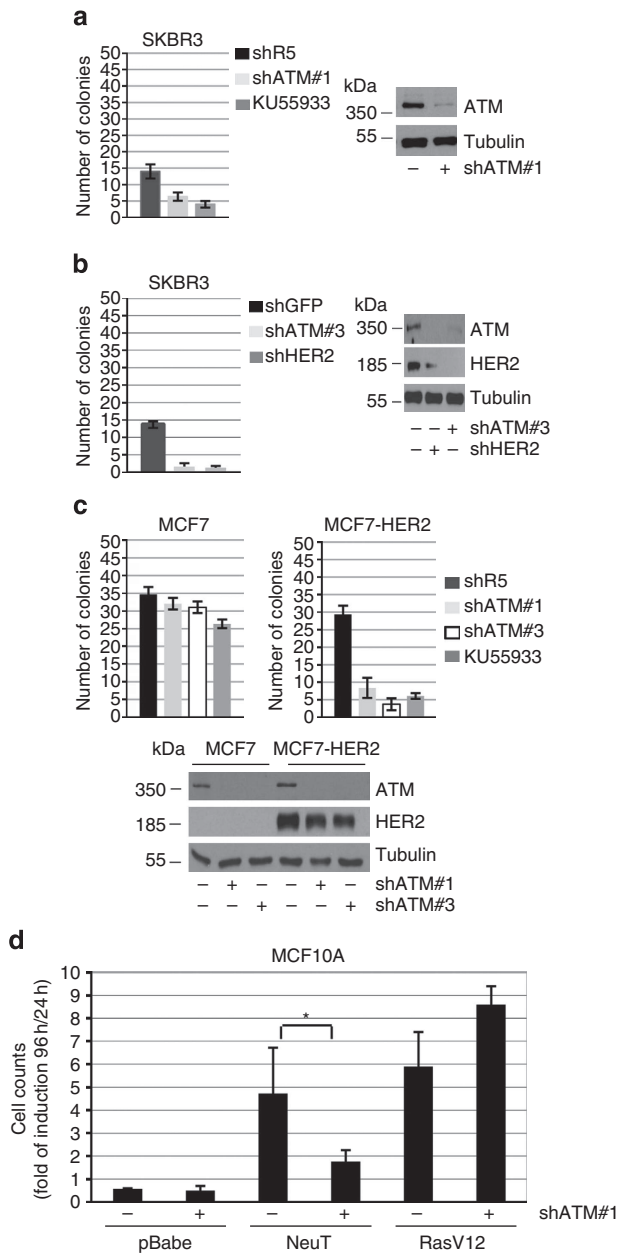 a
SKBR3
Number of colonies
50
45
40
35
30
25
20
15
10
5
0
shR5
shATM#1
KU55933
kDa
350
55
ATM
Tubulin
– + shATM#1
b
SKBR3
Number of colonies
50
45
40
35
30
25
20
15
10
5
0
shGFP
shATM#3
shHER2
kDa
350
185
55
ATM
HER2
Tubulin
– – + shATM#3
– + – shHER2
c
MCF7
Number of colonies
50
45
40
35
30
25
20
15
10
5
0
MCF7-HER2
Number of colonies
50
45
40
35
30
25
20
15
10
5
0
shR5
shATM#1
shATM#3
KU55933
kDa MCF7 MCF7-HER2
350
185
55
ATM
HER2
Tubulin
– + – – + – shATM#1
– – + – – + shATM#3
d
MCF10A
Cell counts
(fold of induction 96 h/24 h)
10
9
8
7
6
5
4
3
2
1
0
*
– + – + – + shATM#1
pBabe NeuT RasV12